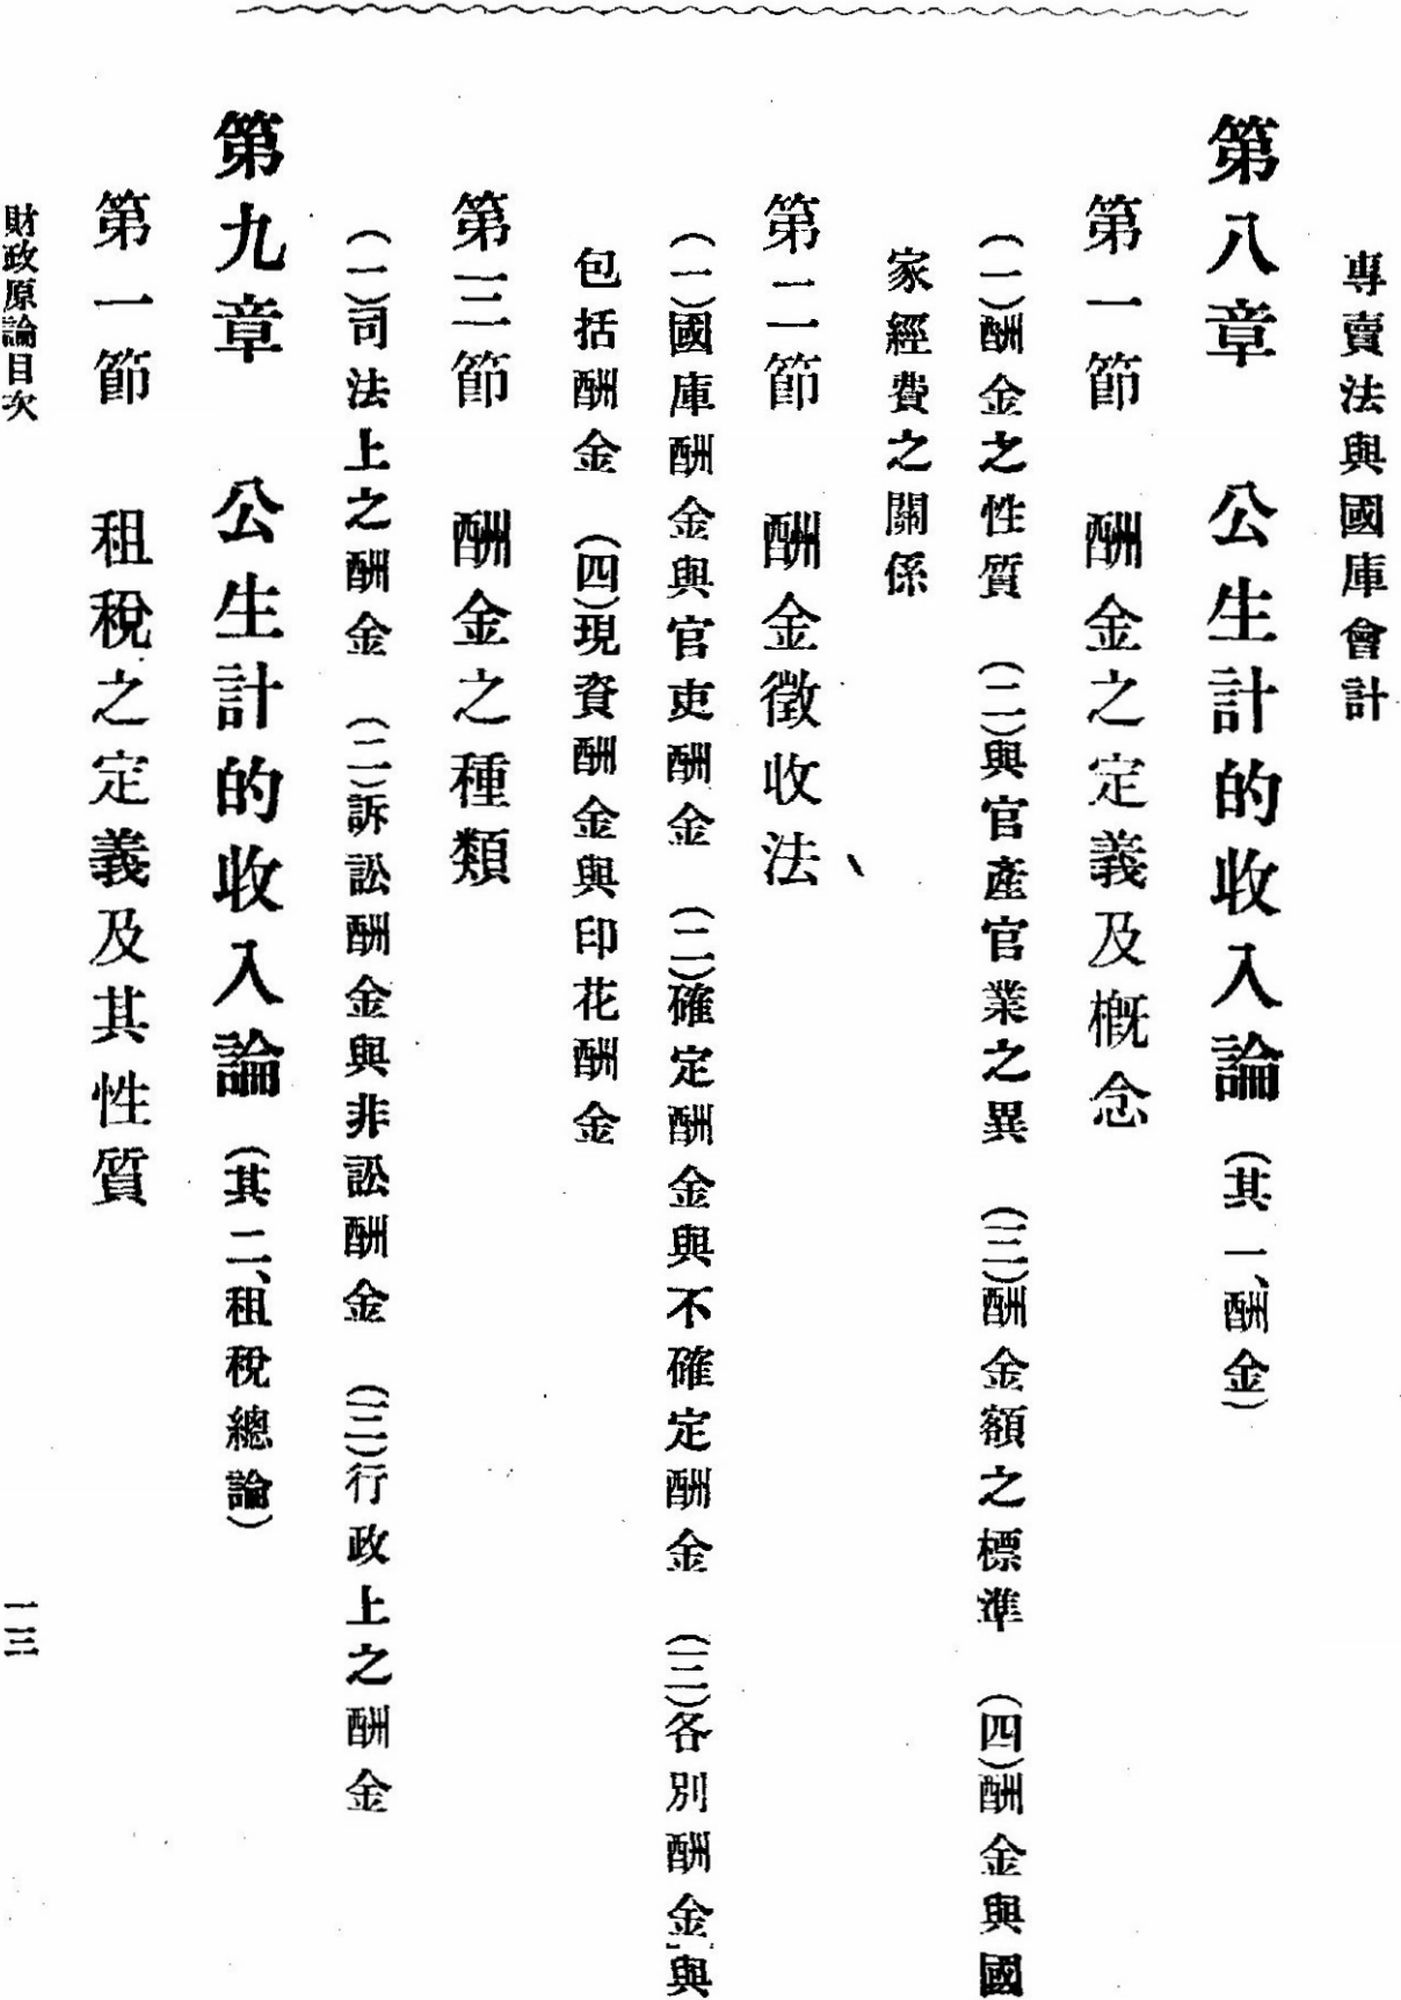 專賣法與國庫會計
第八章　公生計的收入論（其一、酬金）
第一節　酬金之定義及概念
（一）酬金之性質　（二）與官產官業之異　（三）酬金額之標準　（四）酬金與國
家經費之關係
第二節　酬金徵收法
（一）國庫酬金與官吏酬金　（二）確定酬金與不確定酬金　（三）各別酬金與
包括酬金　（四）現資酬金與印花酬金
第三節　酬金之種類
（一）司法上之酬金　（二）訴訟酬金與非訟酬金　（三）行政上之酬金
第九章　公生計的收入論（其二、租稅總論）
第一節　租稅之定義及其性質
財政原論目次
一三